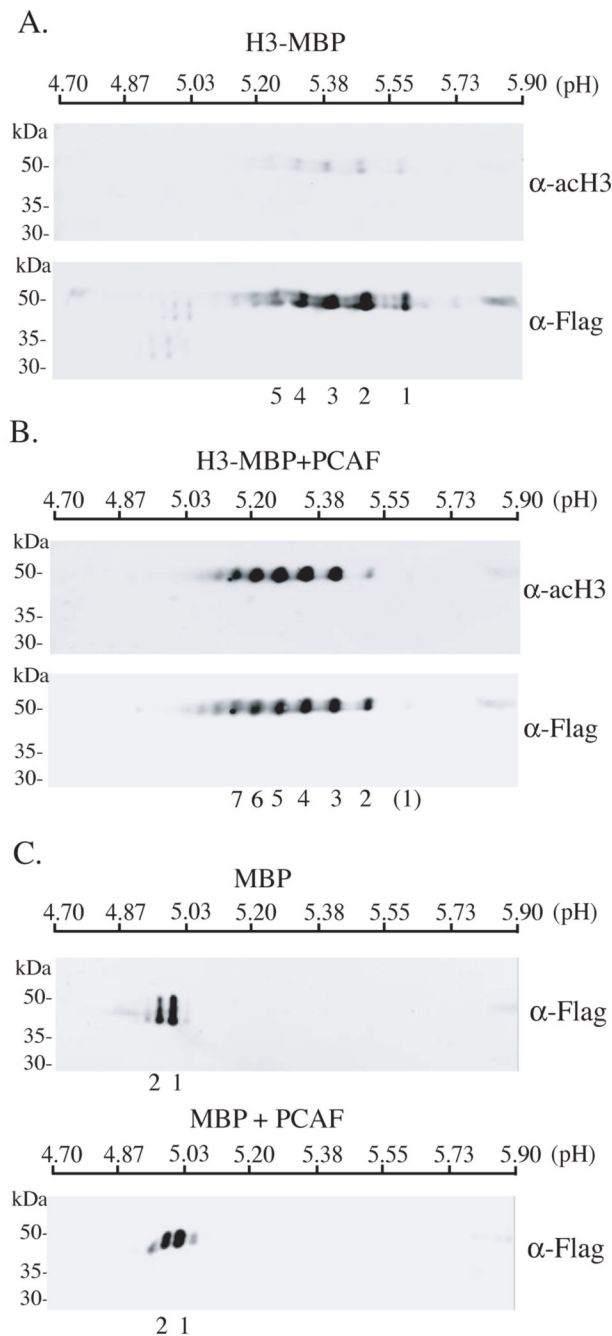 A.
H3-MBP
4.70 4.87 5.03 5.20 5.38 5.55 5.73 5.90 (pH)
kDa
50-
α-acH3
35-
30-
kDa
50-
α-Flag
35-
30-
5 4 3 2 1
B.
H3-MBP+PCAF
4.70 4.87 5.03 5.20 5.38 5.55 5.73 5.90 (pH)
kDa
50-
α-acH3
35-
30-
kDa
50-
α-Flag
35-
30-
7 6 5 4 3 2 (1)
C.
MBP
4.70 4.87 5.03 5.20 5.38 5.55 5.73 5.90 (pH)
kDa
50-
α-Flag
35-
30-
2 1
MBP + PCAF
4.70 4.87 5.03 5.20 5.38 5.55 5.73 5.90 (pH)
kDa
50-
α-Flag
35-
30-
2 1